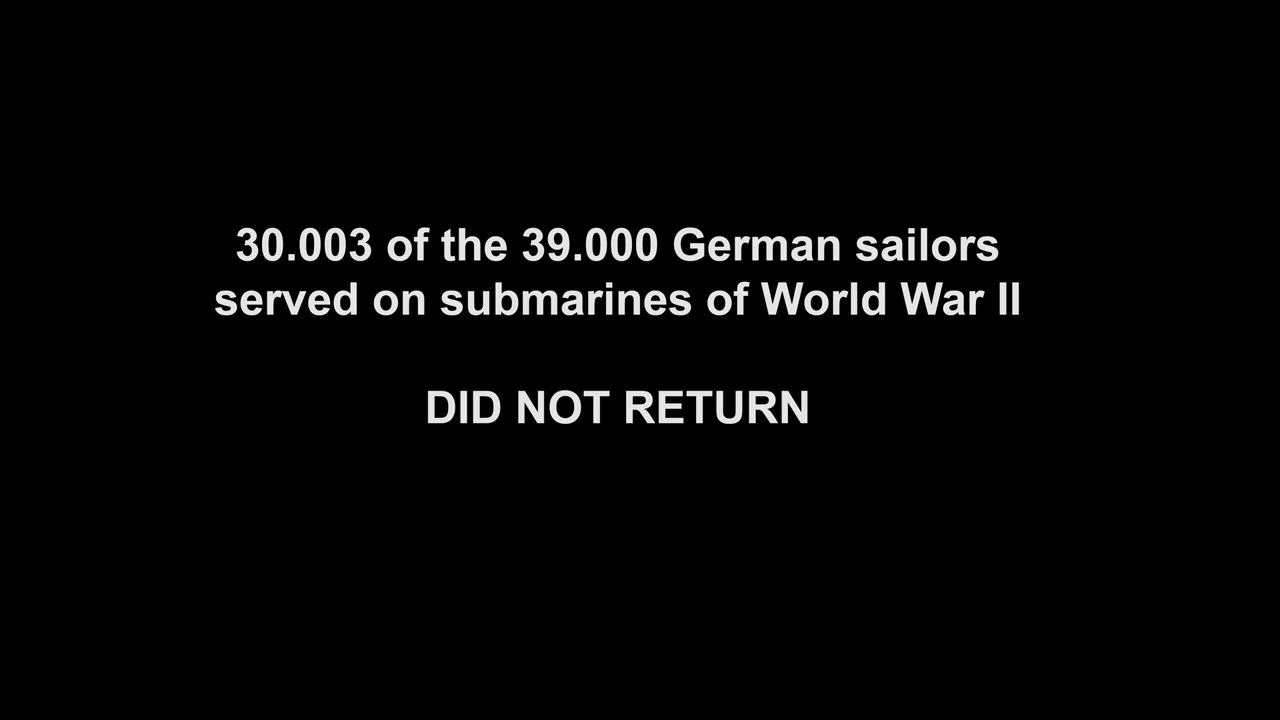 30.003 of the 39.000 German sailors
served on submarines of World War II
DID NOT RETURN